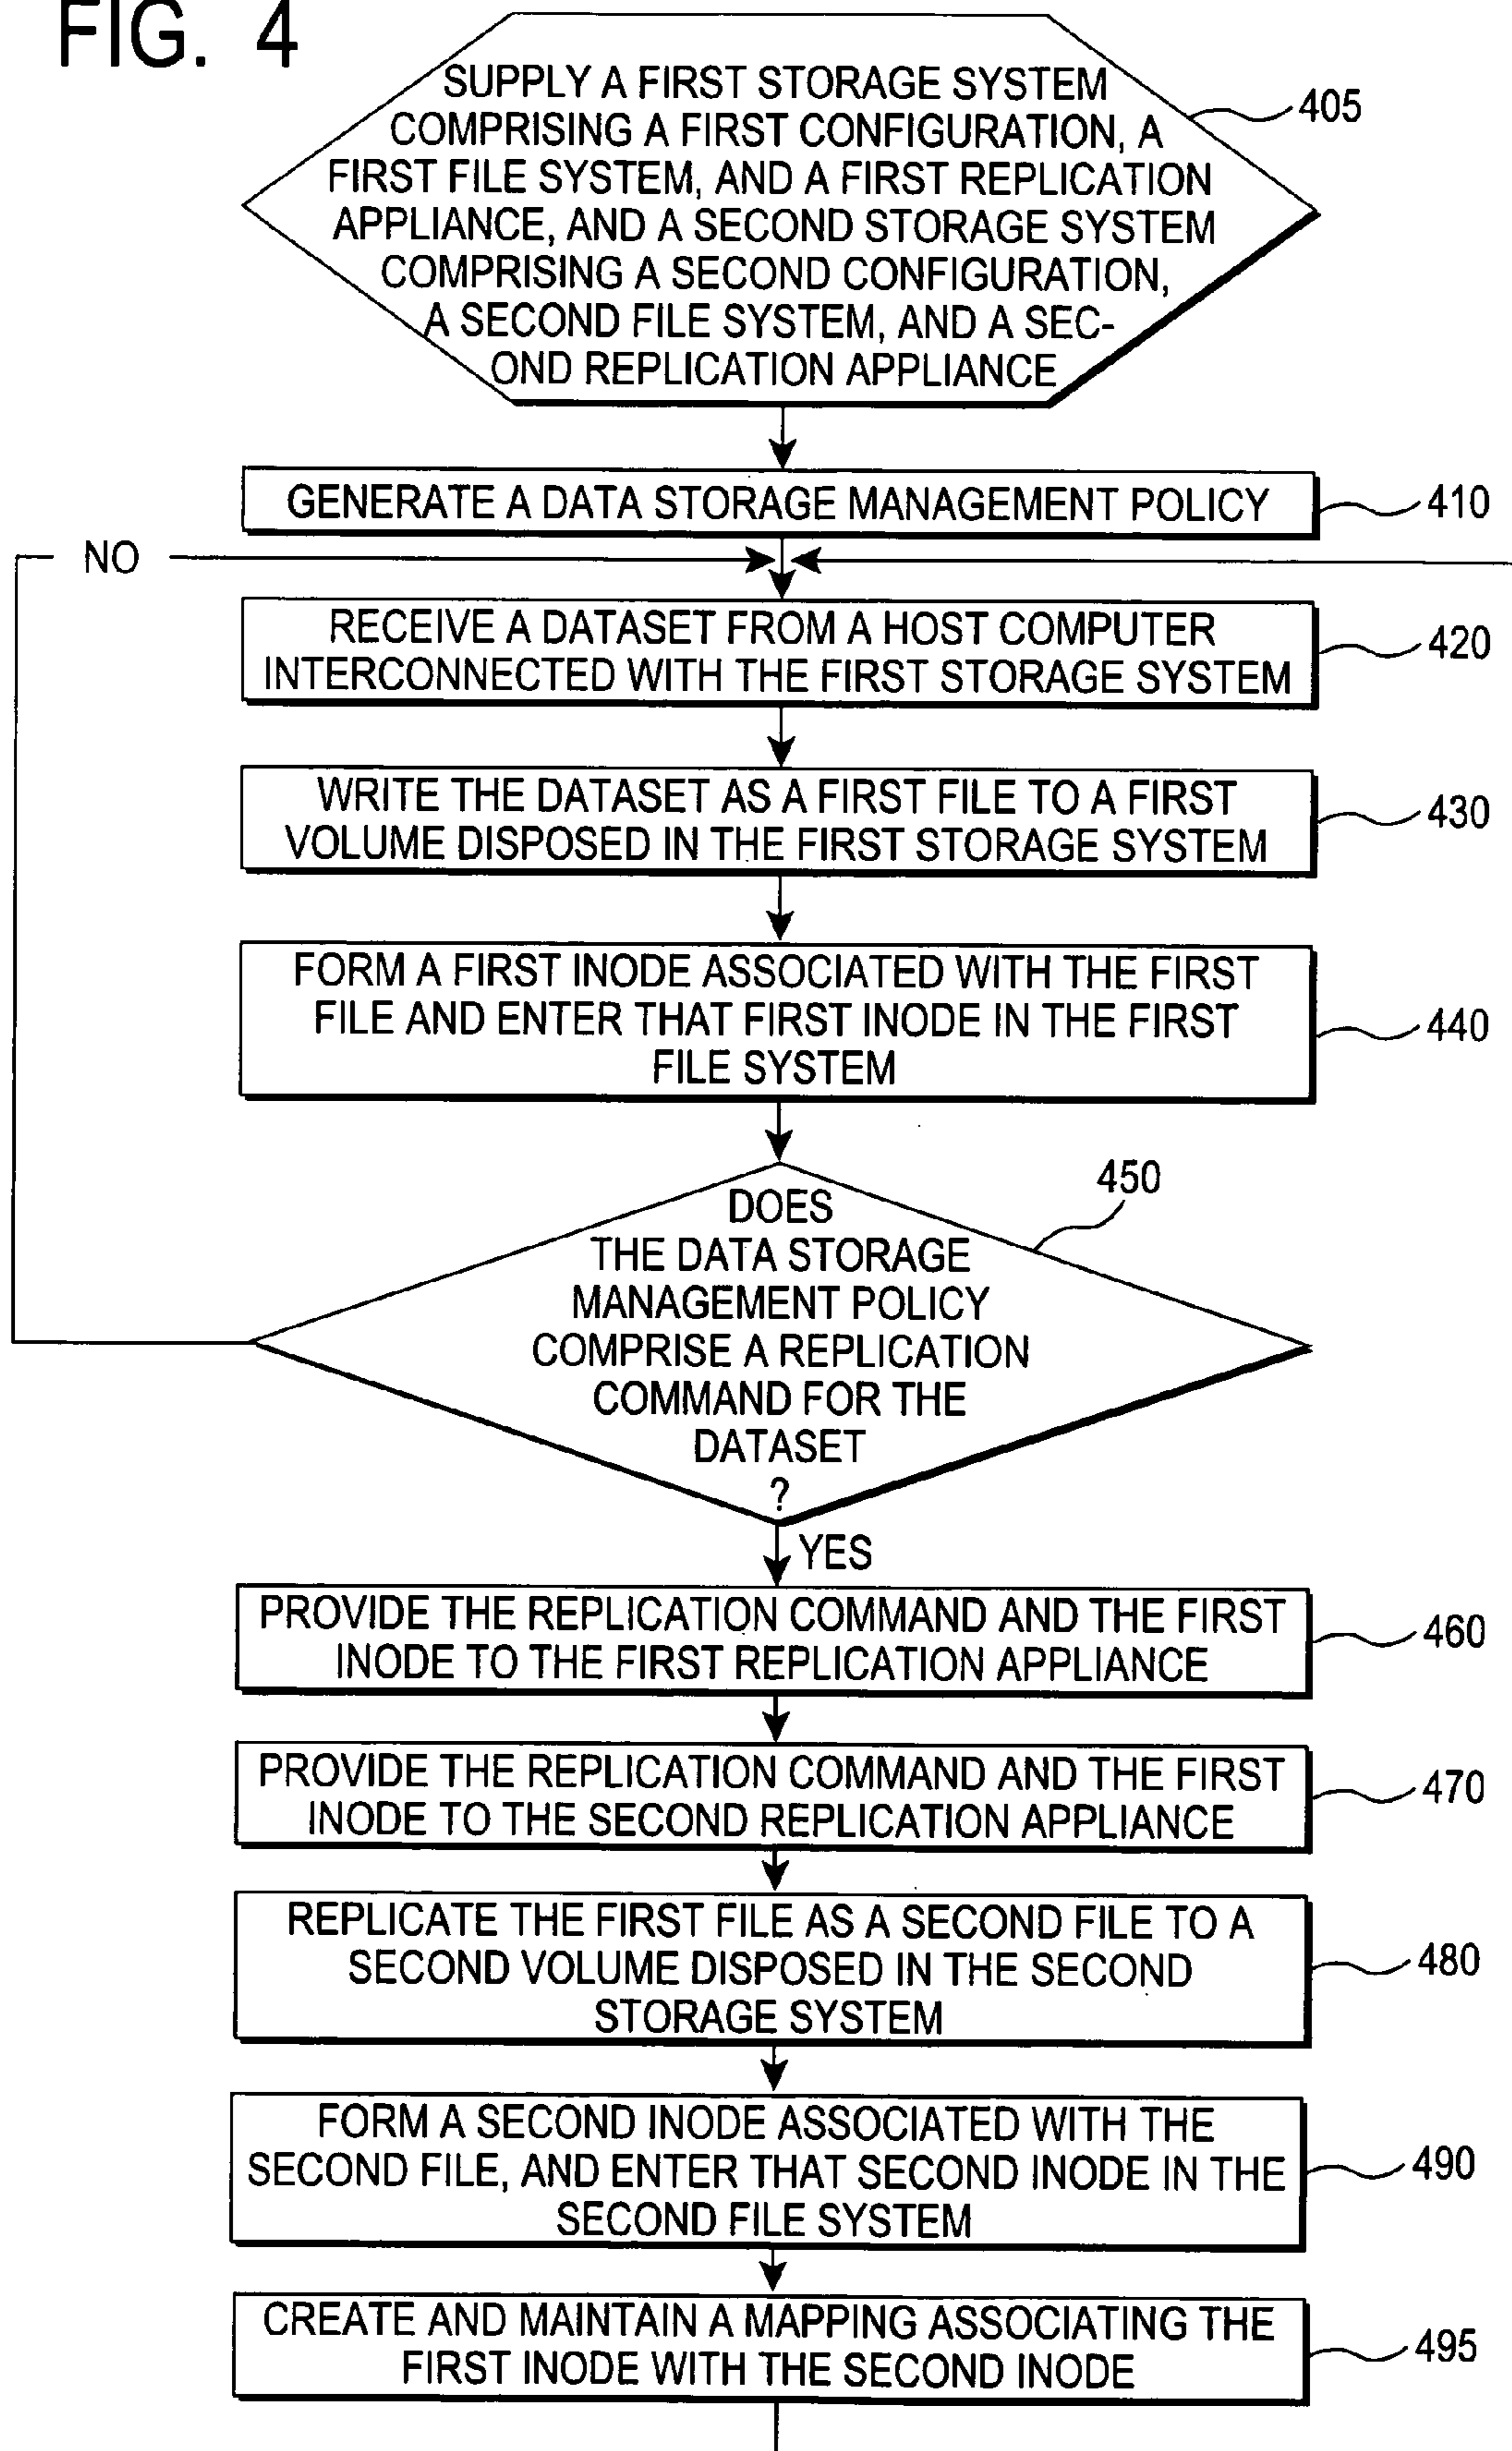 FIG. 4
SUPPLY A FIRST STORAGE SYSTEM
COMPRISING A FIRST CONFIGURATION, A
FIRST FILE SYSTEM, AND A FIRST REPLICATION
APPLIANCE, AND A SECOND STORAGE SYSTEM
COMPRISING A SECOND CONFIGURATION,
A SECOND FILE SYSTEM, AND A SEC-
OND REPLICATION APPLIANCE
405
GENERATE A DATA STORAGE MANAGEMENT POLICY
410
NO
RECEIVE A DATASET FROM A HOST COMPUTER
INTERCONNECTED WITH THE FIRST STORAGE SYSTEM
420
WRITE THE DATASET AS A FIRST FILE TO A FIRST
VOLUME DISPOSED IN THE FIRST STORAGE SYSTEM
430
FORM A FIRST INODE ASSOCIATED WITH THE FIRST
FILE AND ENTER THAT FIRST INODE IN THE FIRST
FILE SYSTEM
440
DOES
THE DATA STORAGE
MANAGEMENT POLICY
COMPRISE A REPLICATION
COMMAND FOR THE
DATASET
?
450
YES
PROVIDE THE REPLICATION COMMAND AND THE FIRST
INODE TO THE FIRST REPLICATION APPLIANCE
460
PROVIDE THE REPLICATION COMMAND AND THE FIRST
INODE TO THE SECOND REPLICATION APPLIANCE
470
REPLICATE THE FIRST FILE AS A SECOND FILE TO A
SECOND VOLUME DISPOSED IN THE SECOND
STORAGE SYSTEM
480
FORM A SECOND INODE ASSOCIATED WITH THE
SECOND FILE, AND ENTER THAT SECOND INODE IN THE
SECOND FILE SYSTEM
490
CREATE AND MAINTAIN A MAPPING ASSOCIATING THE
FIRST INODE WITH THE SECOND INODE
495